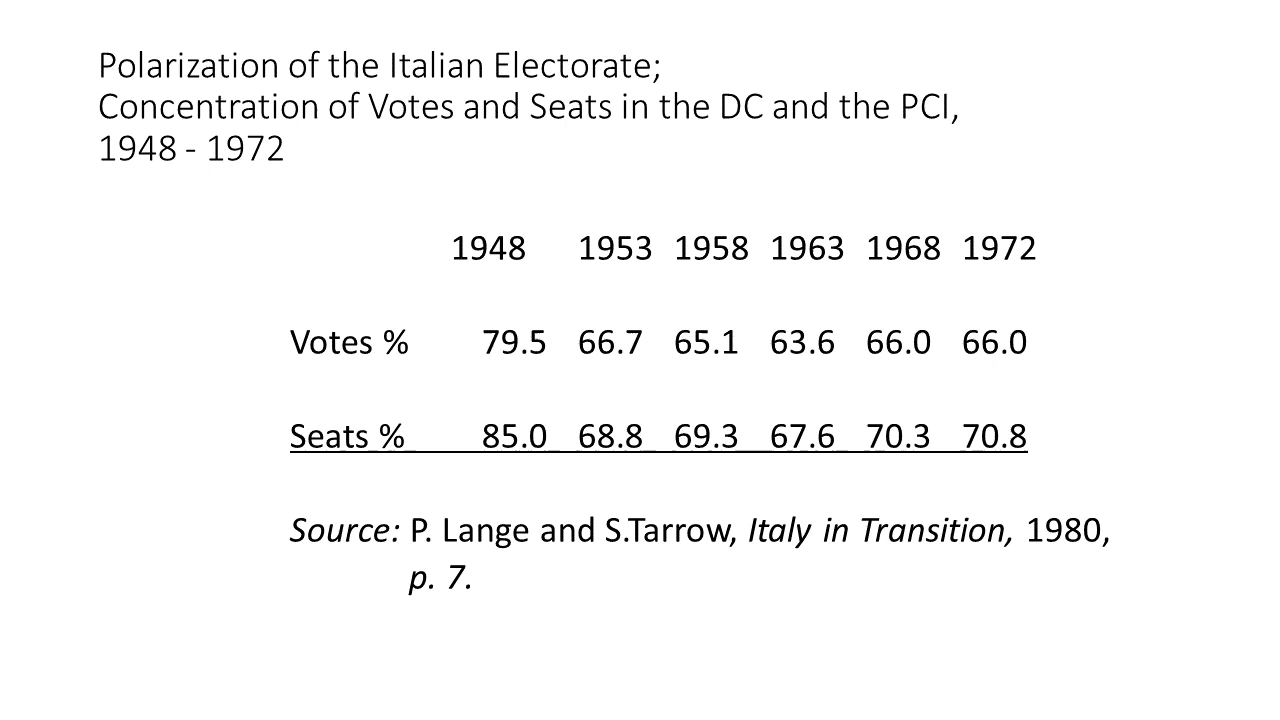 Polarization of the Italian Electorate;
Concentration of Votes and Seats in the DC and the PCI,
1948 - 1972
1948 1953 1958 1963 1968 1972
Votes % 79.5 66.7 65.1 63.6 66.0 66.0
Seats % 85.0 68.8 69.3 67.6 70.3 70.8
Source: P. Lange and S.Tarrow, Italy in Transition, 1980,
p. 7.